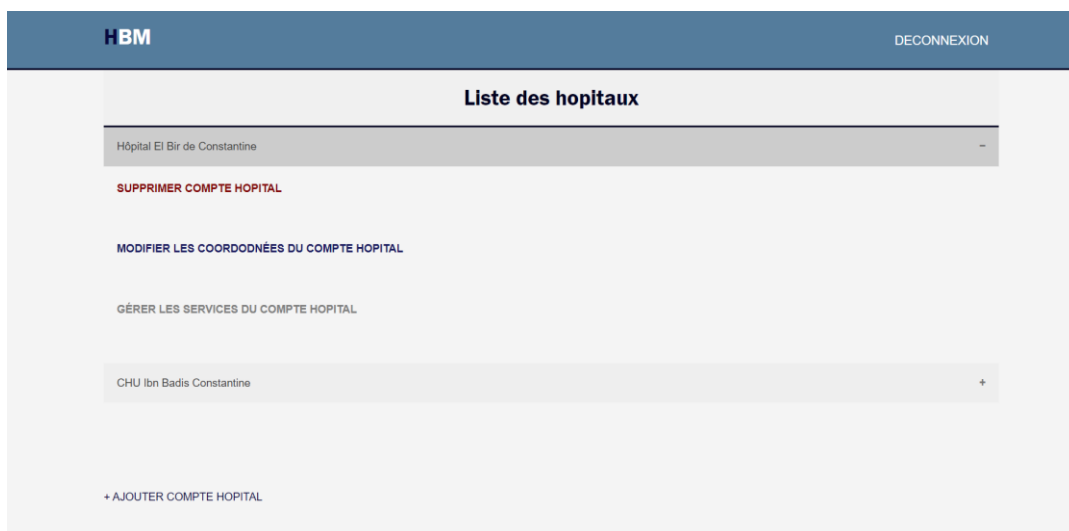 HBM
DECONNEXION
Liste des hopitaux
Hôpital El Bir de Constantine -
SUPPRIMER COMPTE HOPITAL
MODIFIER LES COORDODNÉES DU COMPTE HOPITAL
GÉRER LES SERVICES DU COMPTE HOPITAL
CHU Ibn Badis Constantine +
+ AJOUTER COMPTE HOPITAL